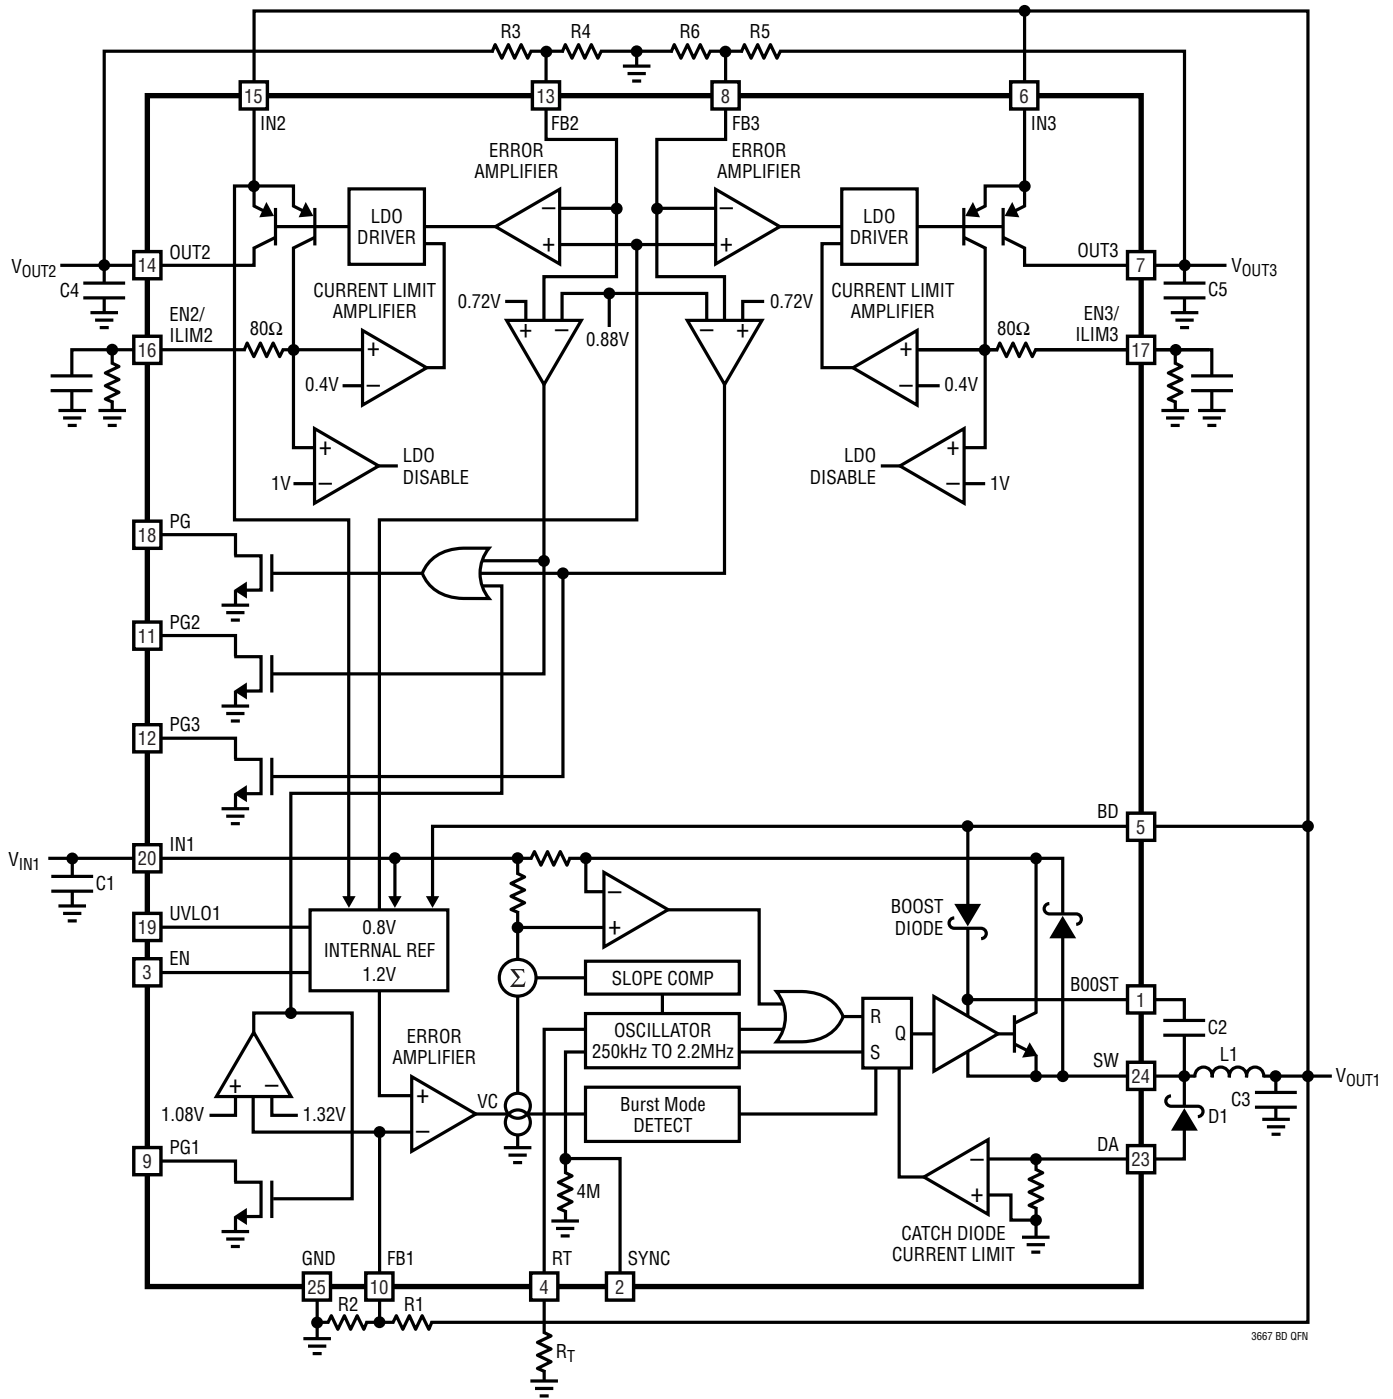 R3
R4
R6
R5
15
13
8
6
IN2
FB2
FB3
IN3
ERROR
AMPLIFIER
ERROR
AMPLIFIER
LDO
DRIVER
−
+
−
+
LDO
DRIVER
VOUT2
14
OUT2
OUT3
7
VOUT3
C4
C5
CURRENT LIMIT
AMPLIFIER
0.72V
+
−
0.88V
−
+
0.72V
CURRENT LIMIT
AMPLIFIER
EN2/
ILIM2
EN3/
ILIM3
16
80Ω
+
−
0.4V
+
−
0.4V
80Ω
17
+
−
1V
LDO
DISABLE
LDO
DISABLE
+
−
1V
18
PG
11
PG2
12
PG3
BD
5
VIN1
20
IN1
C1
19
UVLO1
3
EN
0.8V
INTERNAL REF
1.2V
−
+
BOOST
DIODE
Σ
SLOPE COMP
OSCILLATOR
250kHz TO 2.2MHz
R
S
Q
BOOST
1
C2
ERROR
AMPLIFIER
SW
24
L1
VOUT1
C3
+
−
1.08V
1.32V
+
−
VC
Burst Mode
DETECT
D1
9
PG1
DA
23
−
+
4M
CATCH DIODE
CURRENT LIMIT
GND
FB1
RT
SYNC
25
10
4
2
R2
R1
RT
3667 BD QFN